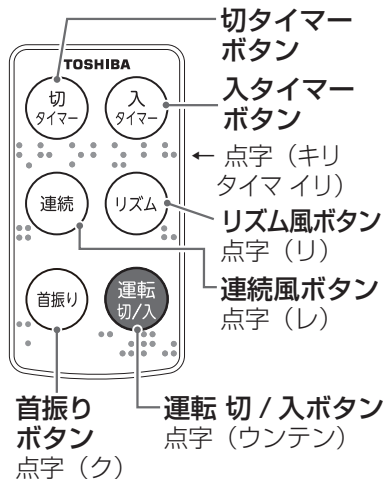 切タイマー
ボタン
TOSHIBA
入タイマー
ボタン
切
タイマー
入
タイマー
← 点字（キリ
タイマ イリ）
連続
リズム
リズム風ボタン
点字（リ）
連続風ボタン
点字（レ）
首振り
運転
切/入
首振り
ボタン
点字（ク）
運転 切 / 入ボタン
点字（ウンテン）